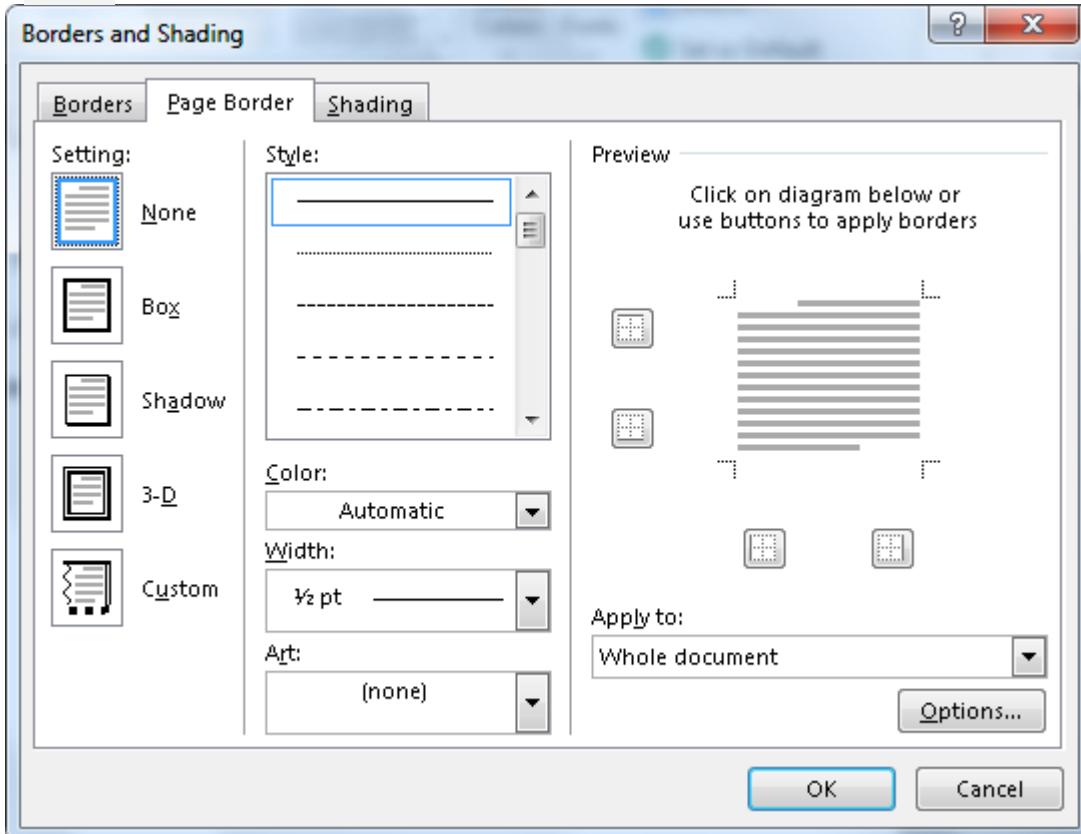 Borders and Shading
Borders
Page Border
Shading
Setting:
None
Box
Shadow
3-D
Custom
Style:
Color:
Automatic
Width:
½ pt
Art:
(none)
Preview
Click on diagram below or
use buttons to apply borders
Apply to:
Whole document
Options...
OK
Cancel